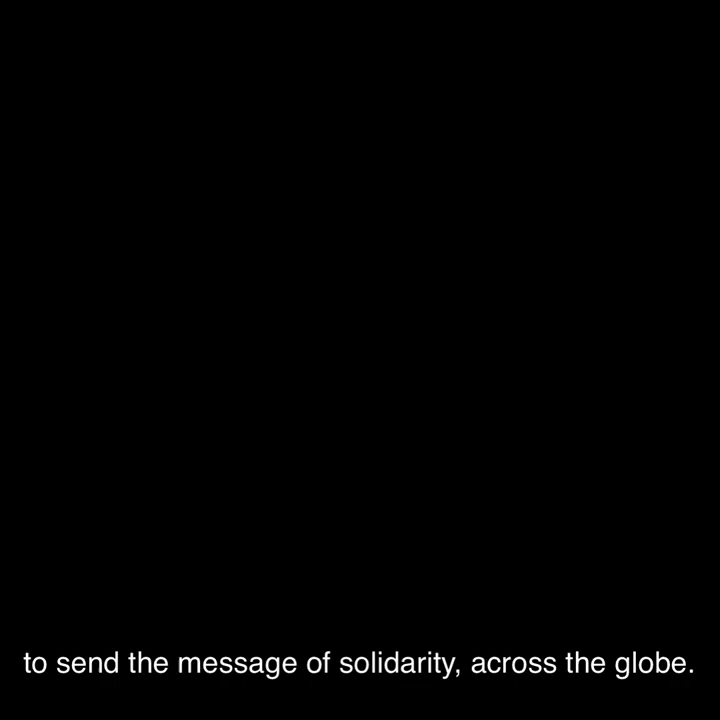 to send the message of solidarity, across the globe.